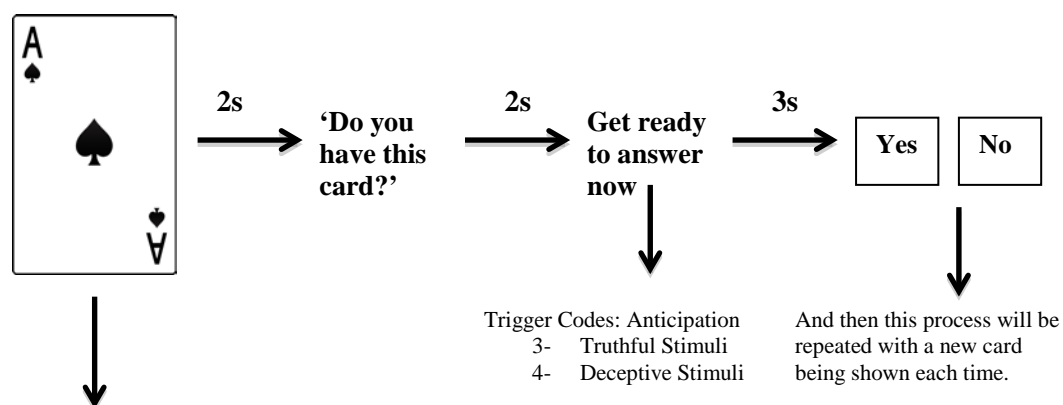 A
2s
‘Do you
have this
card?’
2s
Get ready
to answer
now
3s
Yes
No
A
Trigger Codes: Anticipation
3- Truthful Stimuli
4- Deceptive Stimuli
And then this process will be
repeated with a new card
being shown each time.